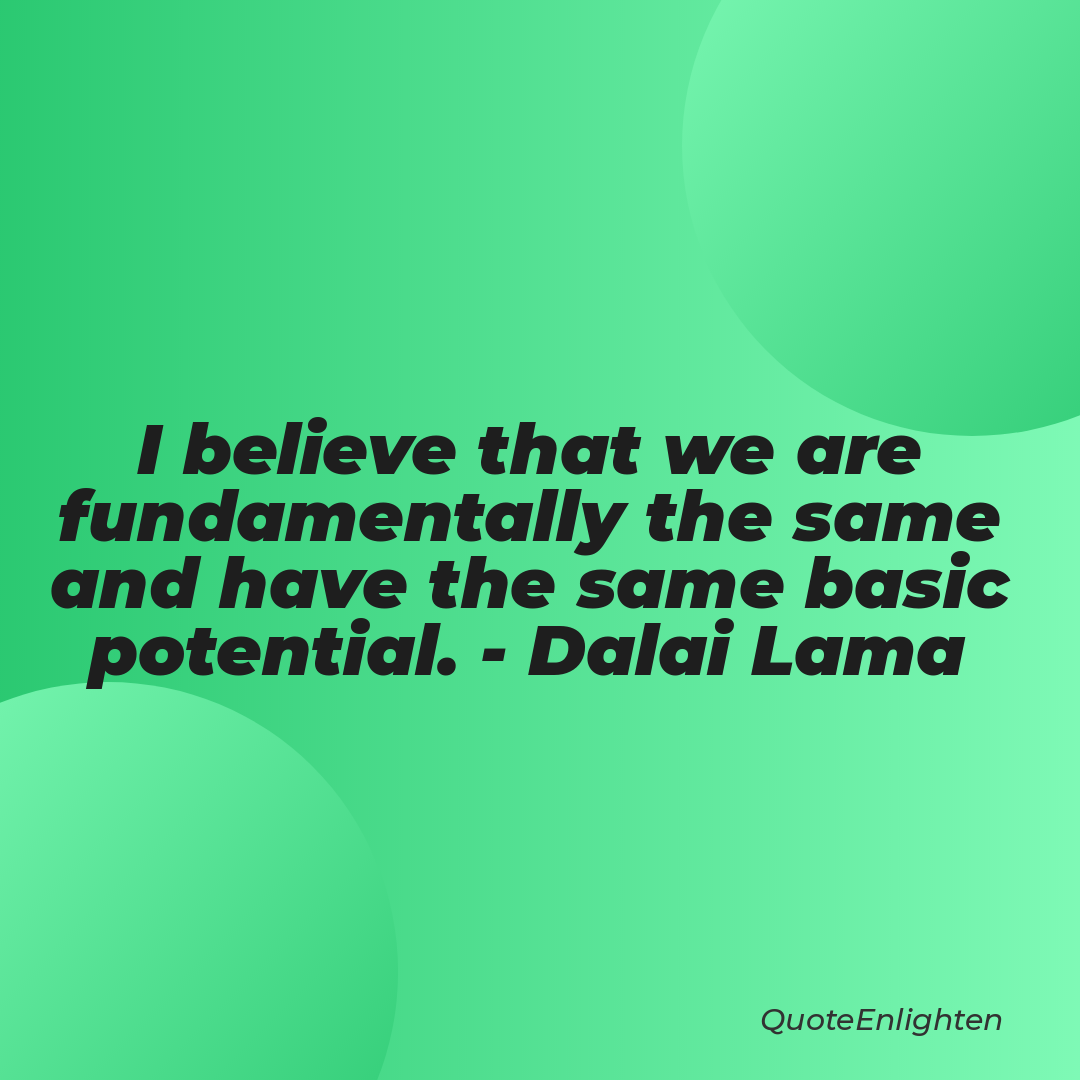 I believe that we are
fundamentally the same
and have the same basic
potential. - Dalai Lama
QuoteEnlighten